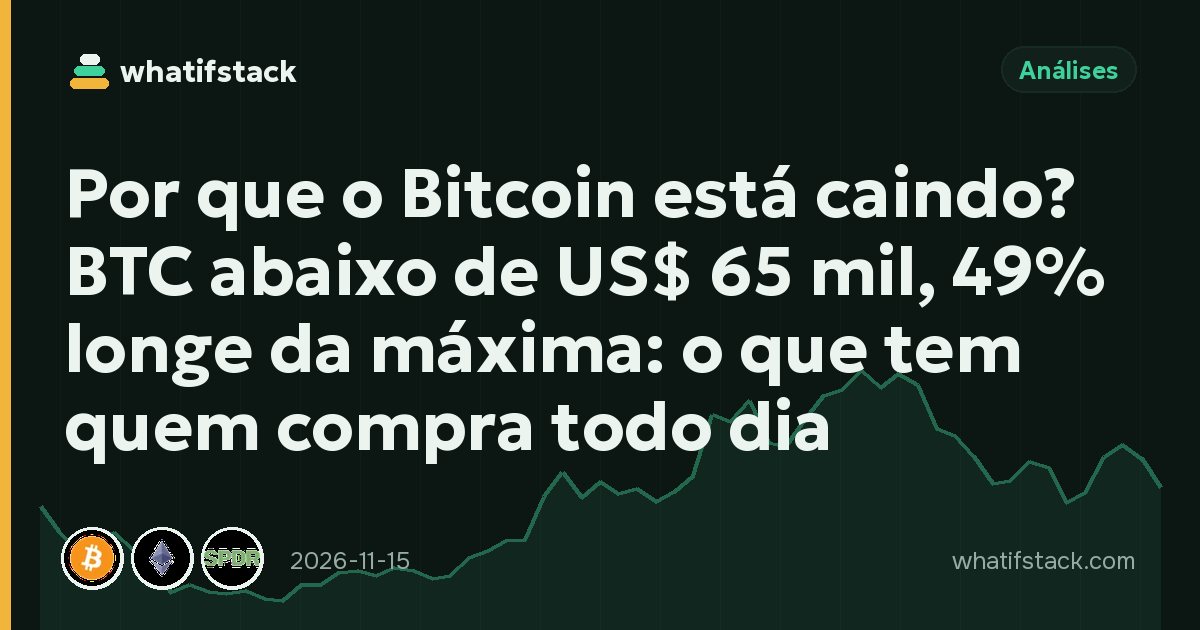 whatifstack
Análises
Por que o Bitcoin está caindo?
BTC abaixo de US$ 65 mil, 49%
longe da máxima: o que tem
quem compra todo dia
SPDR
2026-11-15
whatifstack.com